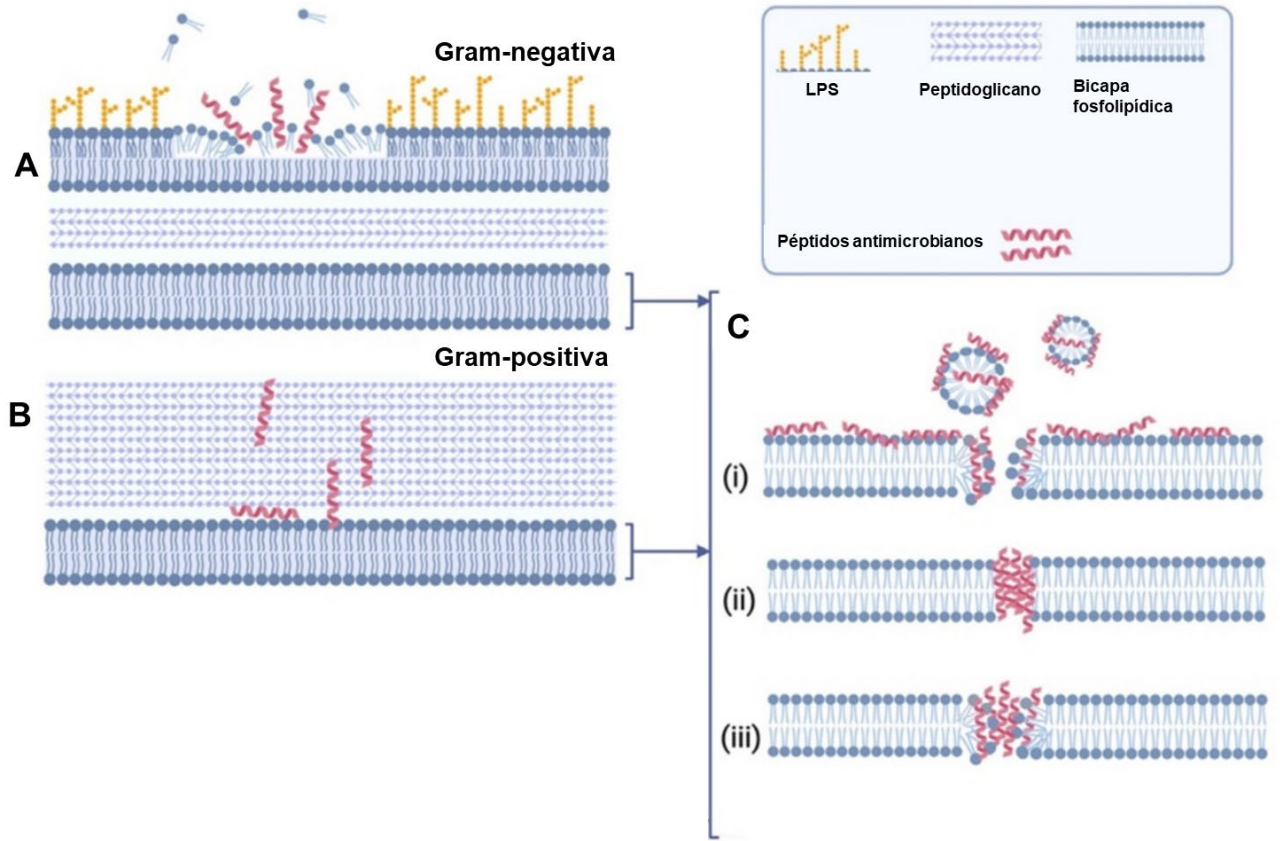 Gram-negativa
A
LPS
Peptidoglicano
Bicapa
fosfolipídica
Péptidos antimicrobianos
Gram-positiva
B
C
(i)
(ii)
(iii)